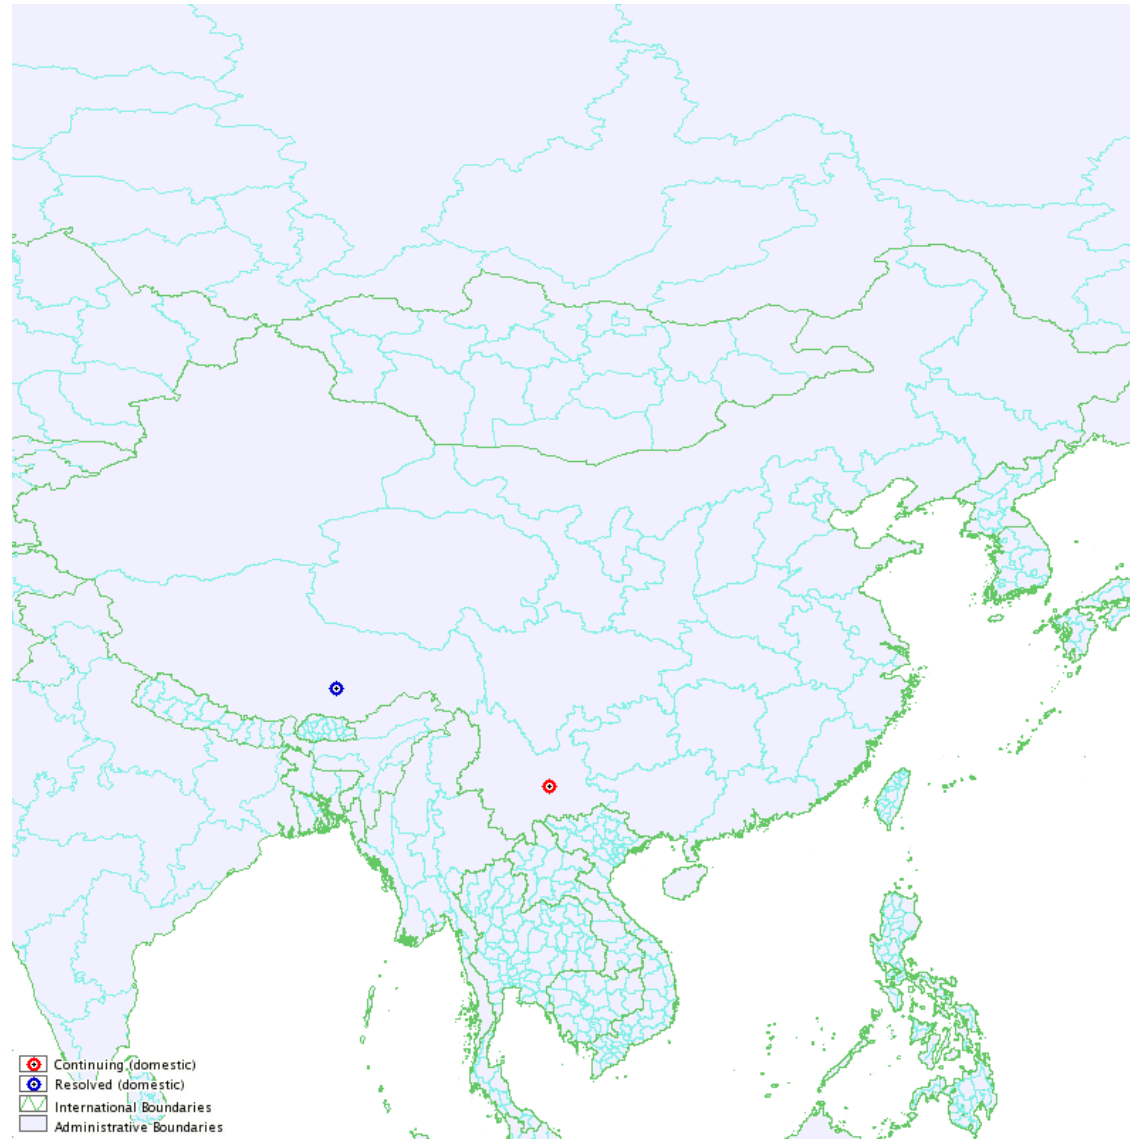 Continuing (domestic)
Resolved (domestic)
International Boundaries
Administrative Boundaries